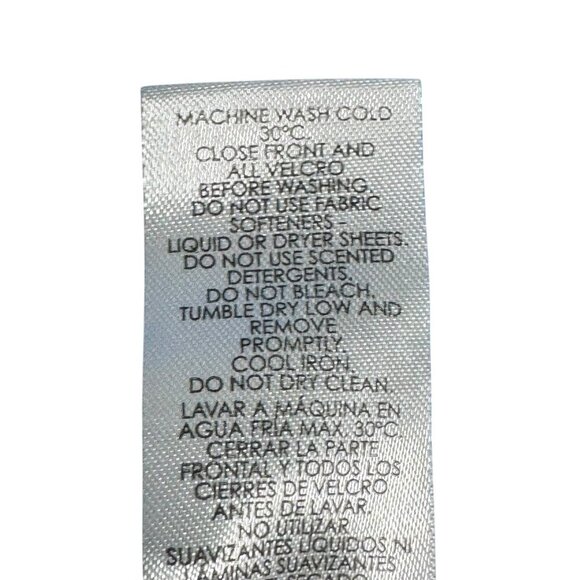 MACHINE WASH COLD
30°C.
CLOSE FRONT AND
ALL VELCRO
BEFORE WASHING.
DO NOT USE FABRIC
SOFTENERS -
LIQUID OR DRYER SHEETS.
DO NOT USE SCENTED
DETERGENTS.
DO NOT BLEACH.
TUMBLE DRY LOW AND
REMOVE
PROMPTLY.
COOL IRON.
DO NOT DRY CLEAN.
LAVAR A MÁQUINA EN
AGUA FRÍA MAX. 30°C.
CERRAR LA PARTE
FRONTAL Y TODOS LOS
CIERRES DE VELCRO
ANTES DE LAVAR.
NO UTILIZAR
SUAVIZANTES LÍQUIDOS NI
LÁMINAS SUAVIZANTES
SECADO